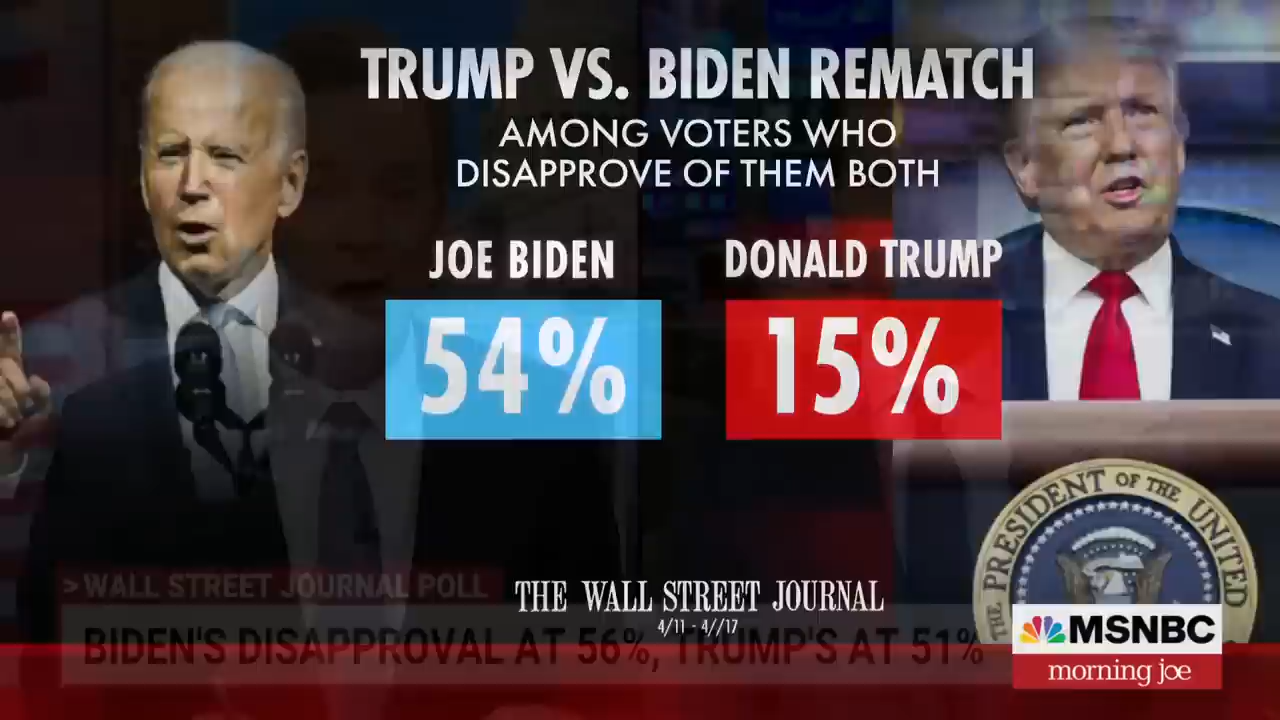 TRUMP VS. BIDEN REMATCH
AMONG VOTERS WHO
DISAPPROVE OF THEM BOTH
JOE BIDEN
DONALD TRUMP
54%
15%
PRESIDENT OF THE UNITED
THE
> WALL STREET JOURNAL POLL
THE WALL STREET JOURNAL
4/11 - 4//17
BIDEN'S DISAPPROVAL AT 56%, TRUMP'S AT 51%
MSNBC
morning joe